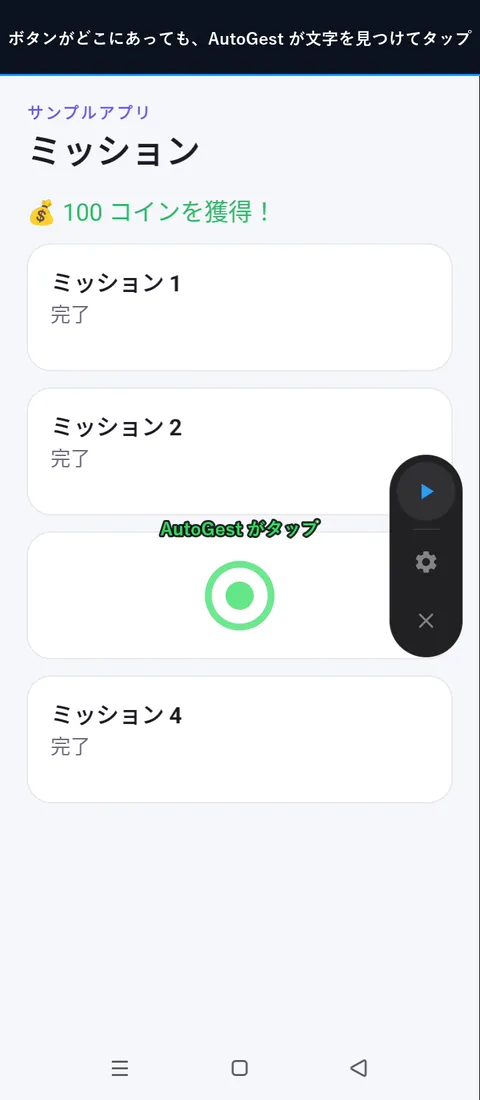 ボタンがどこにあっても、AutoGest が文字を見つけてタップ
サンプルアプリ
ミッション
💰 100 コインを獲得！
ミッション 1
完了
ミッション 2
完了
AutoGest がタップ
ミッション 4
完了